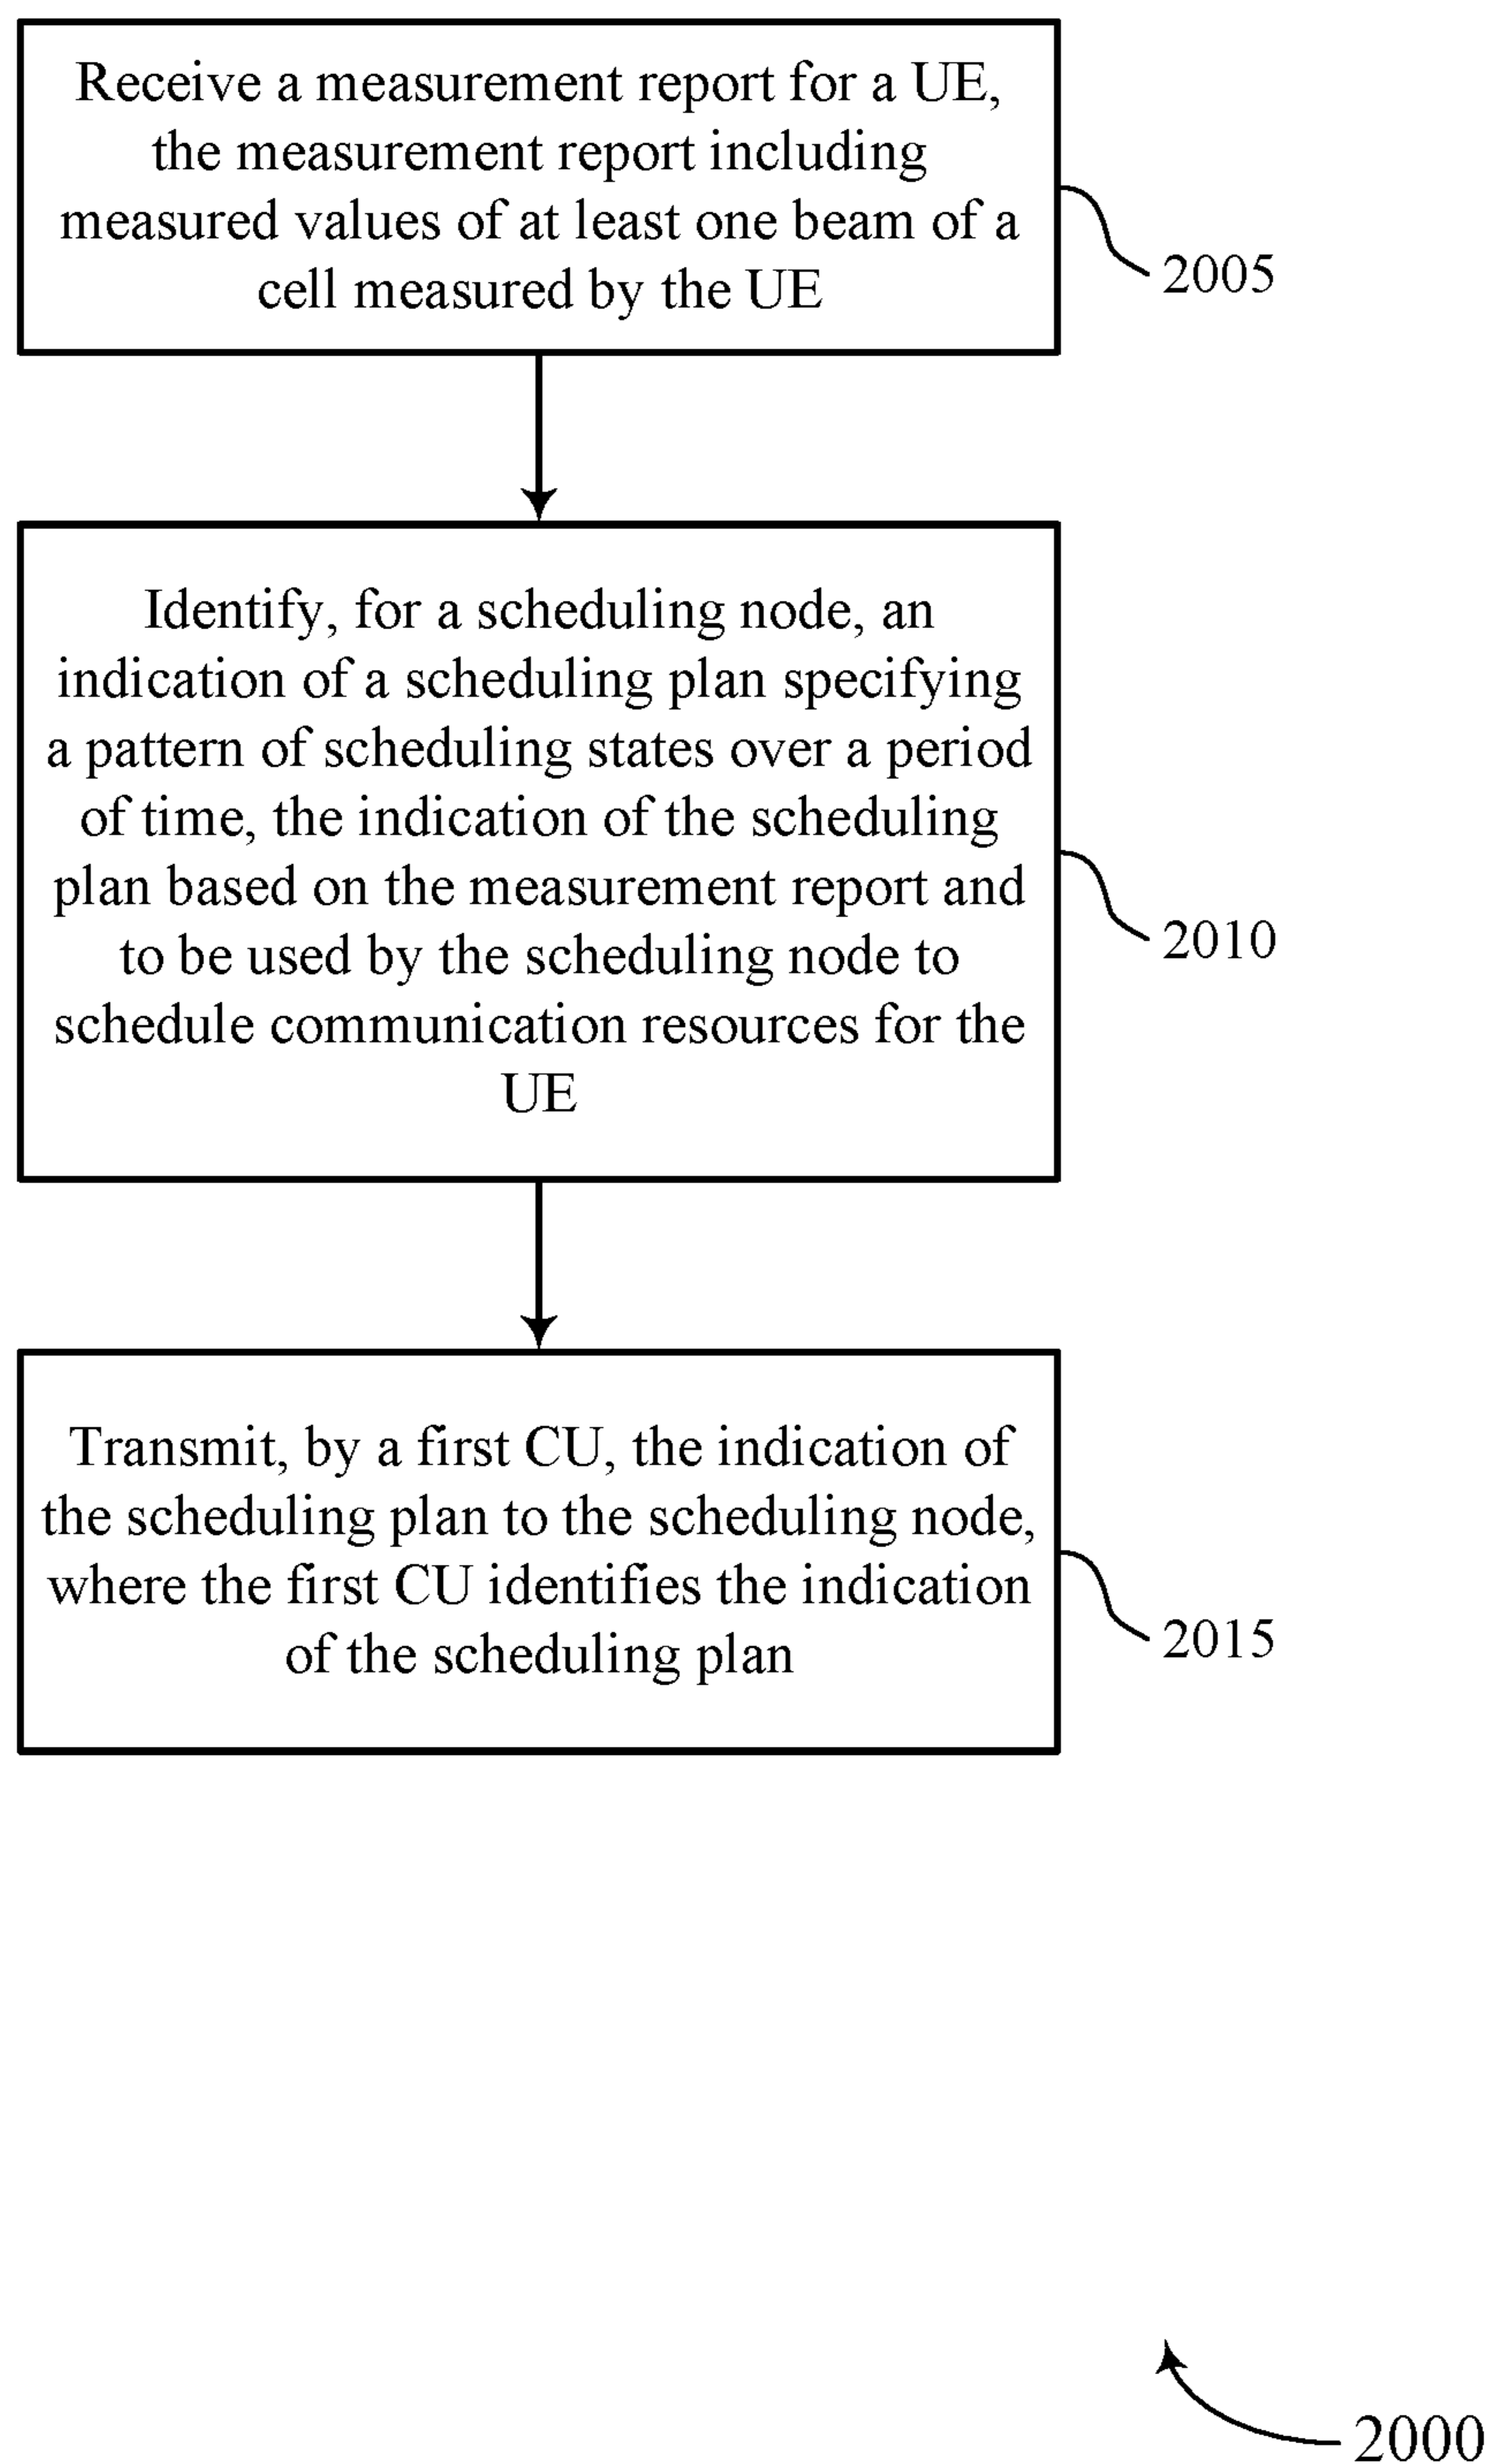 Receive a measurement report for a UE,
the measurement report including
measured values of at least one beam of a
cell measured by the UE
2005
Identify, for a scheduling node, an
indication of a scheduling plan specifying
a pattern of scheduling states over a period
of time, the indication of the scheduling
plan based on the measurement report and
to be used by the scheduling node to
schedule communication resources for the
UE
2010
Transmit, by a first CU, the indication of
the scheduling plan to the scheduling node,
where the first CU identifies the indication
of the scheduling plan
2015
2000